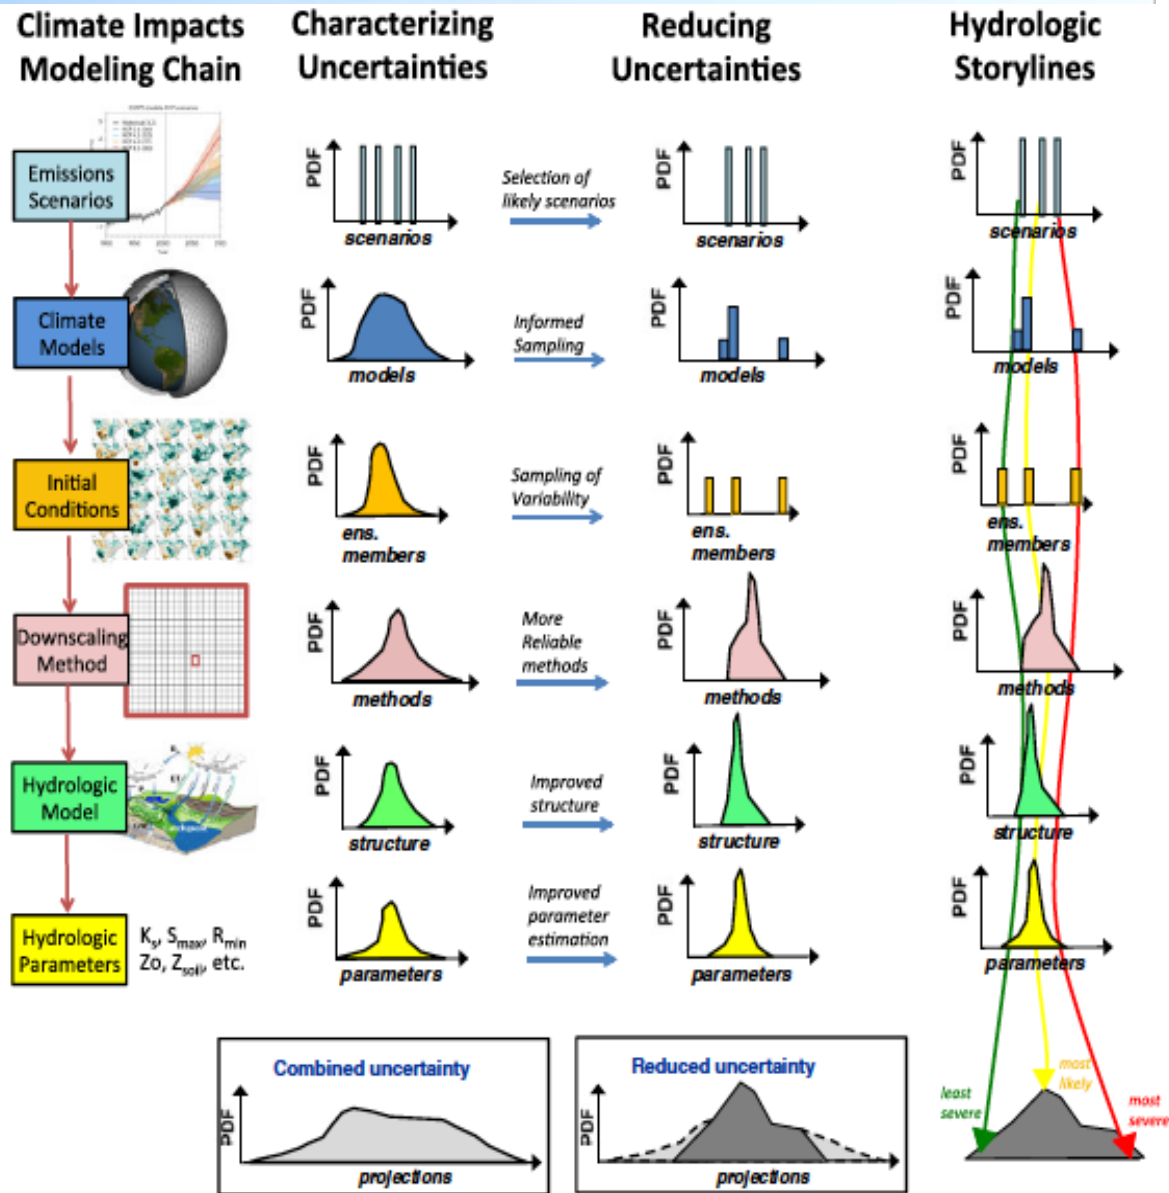 Climate Impacts
Modeling Chain
Characterizing
Uncertainties
Reducing
Uncertainties
Hydrologic
Storylines
Emissions
Scenarios
PDF
scenarios
Selection of
likely scenarios
PDF
scenarios
PDF
scenarios
Climate
Models
PDF
models
Informed
Sampling
PDF
models
PDF
models
Initial
Conditions
PDF
ens.
members
Sampling of
Variability
PDF
ens.
members
PDF
ens.
members
Downscaling
Method
PDF
methods
More
Reliable
methods
PDF
methods
PDF
methods
Hydrologic
Model
PDF
structure
Improved
structure
PDF
structure
PDF
structure
Hydrologic
Parameters
Ks, Smax, Rmin
Zo, Zsoil, etc.
PDF
parameters
Improved
parameter
estimation
PDF
parameters
PDF
parameters
Combined uncertainty
PDF
projections
Reduced uncertainty
PDF
projections
least
severe
most
likely
most
severe